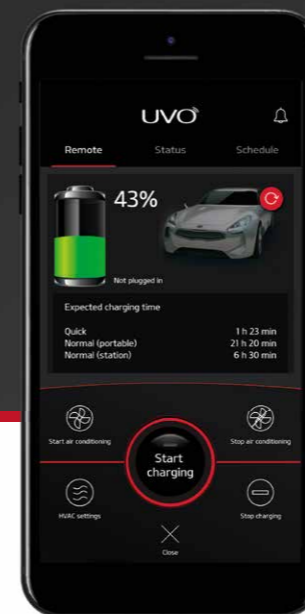 UVO
Remote Status Schedule
43%
Not plugged in
Expected charging time
Quick 1 h 23 min
Normal (portable) 21 h 20 min
Normal (station) 6 h 30 min
Start air conditioning Stop air conditioning
Start
charging
HVAC settings Stop charging
Close